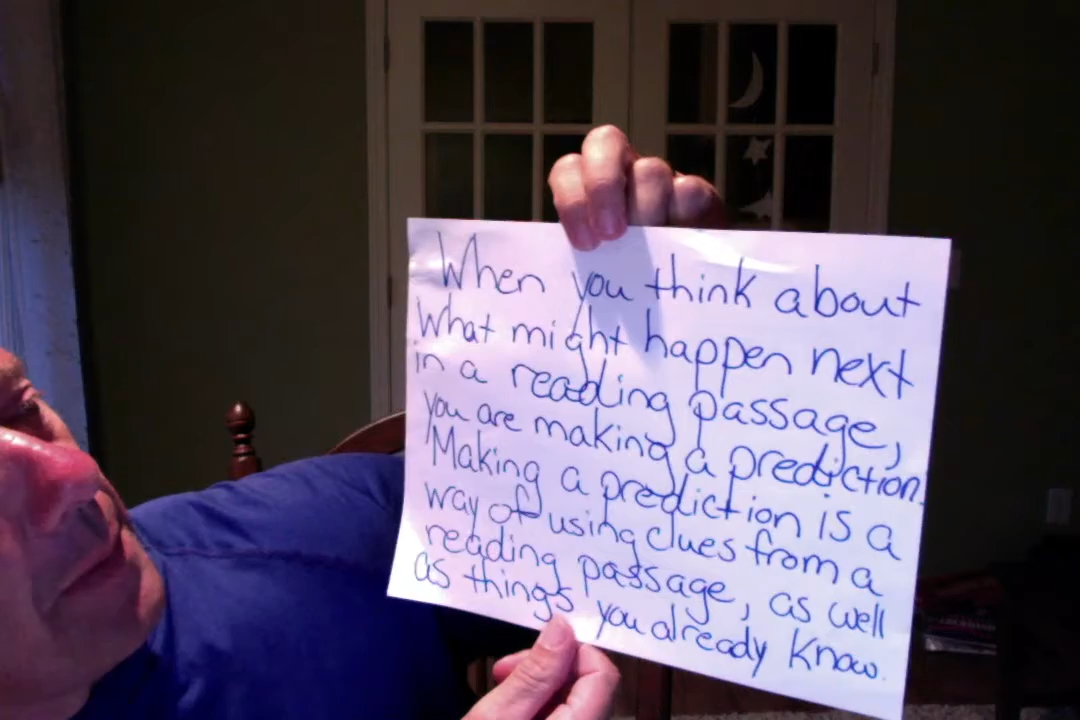 When you think about
What might happen next
in a reading passage,
you are making a prediction.
Making a prediction is a
way of using clues from a
reading passage, as well
as things you already know.